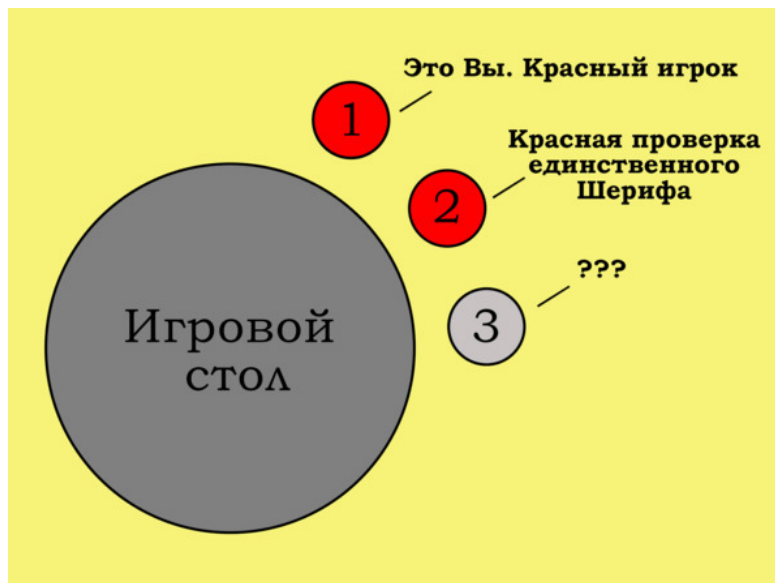 Это Вы. Красный игрок
1
Красная проверка
единственного
Шерифа
2
???
3
Игровой
стол